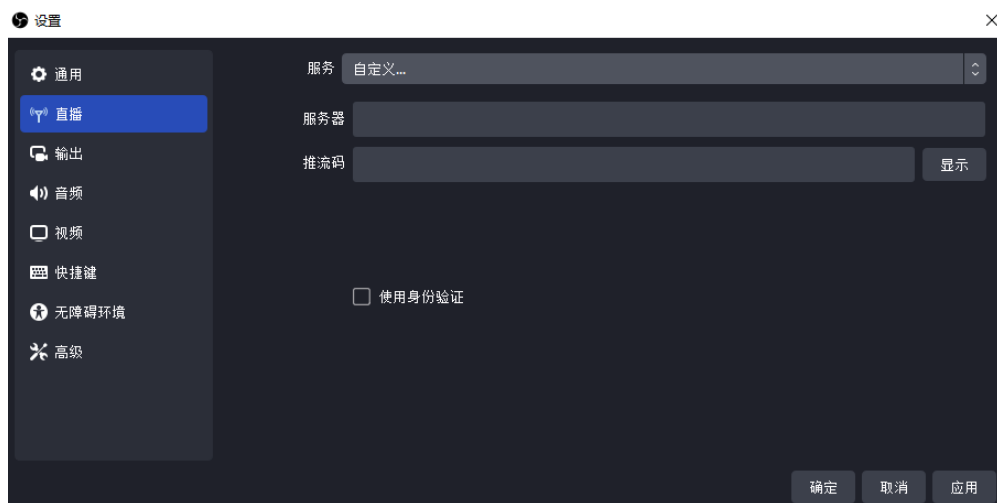 设置
通用
直播
输出
音频
视频
快捷键
无障碍环境
高级
服务 自定义...
服务器
推流码 显示
使用身份验证
确定 取消 应用